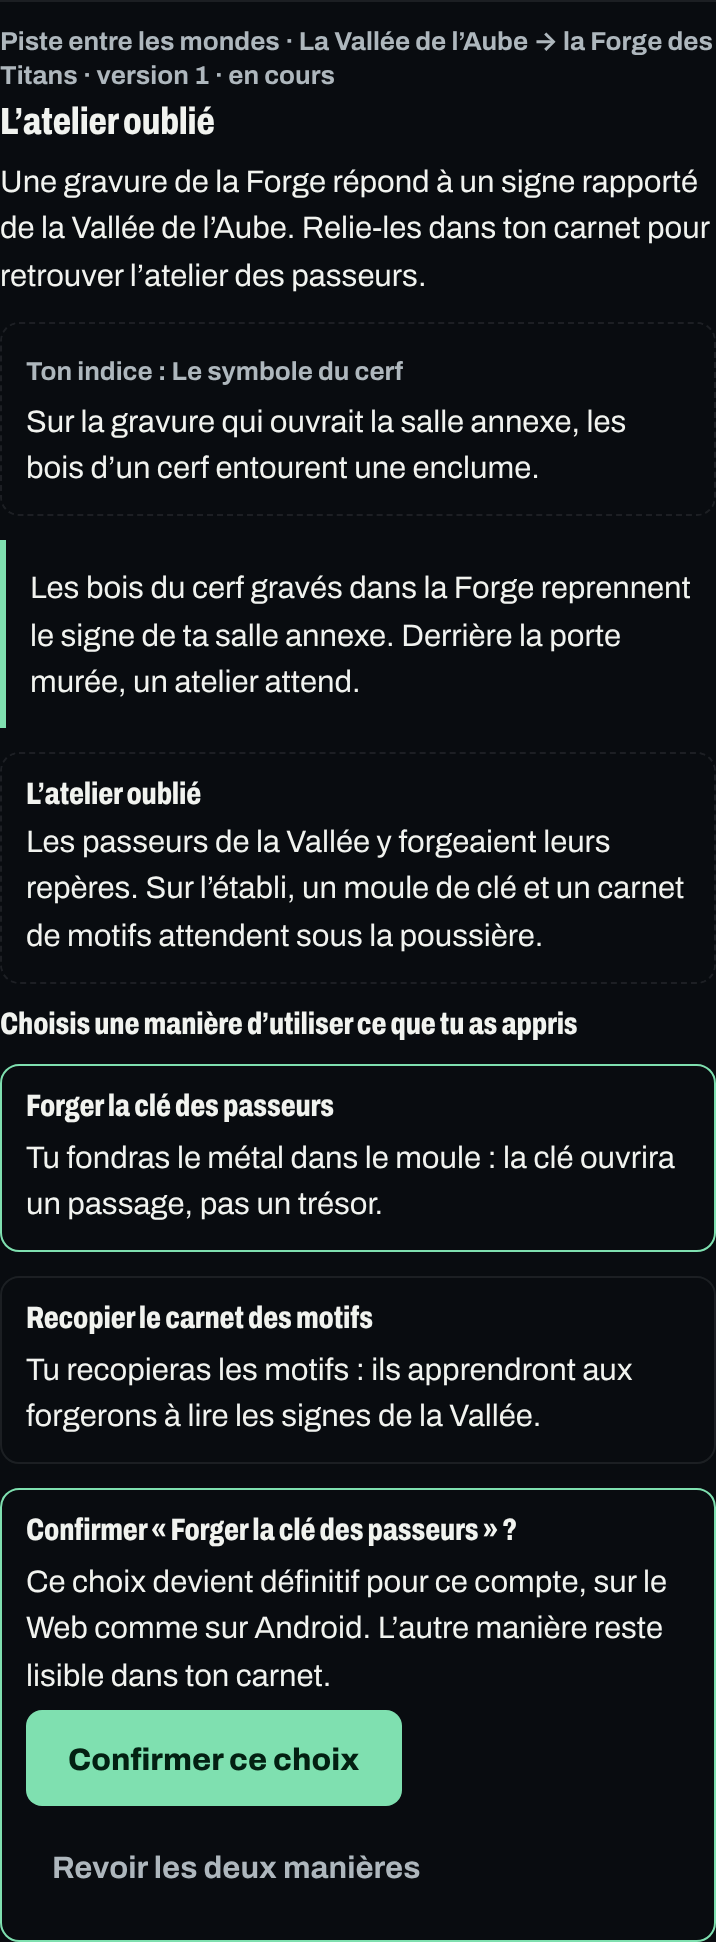 Piste entre les mondes · La Vallée de l’Aube → la Forge des
Titans · version 1 · en cours
L’atelier oublié
Une gravure de la Forge répond à un signe rapporté
de la Vallée de l’Aube. Relie-les dans ton carnet pour
retrouver l’atelier des passeurs.
Ton indice : Le symbole du cerf
Sur la gravure qui ouvrait la salle annexe, les
bois d’un cerf entourent une enclume.
Les bois du cerf gravés dans la Forge reprennent
le signe de ta salle annexe. Derrière la porte
murée, un atelier attend.
L’atelier oublié
Les passeurs de la Vallée y forgeaient leurs
repères. Sur l’établi, un moule de clé et un carnet
de motifs attendent sous la poussière.
Choisis une manière d’utiliser ce que tu as appris
Forger la clé des passeurs
Tu fondras le métal dans le moule : la clé ouvrira
un passage, pas un trésor.
Recopier le carnet des motifs
Tu recopieras les motifs : ils apprendront aux
forgerons à lire les signes de la Vallée.
Confirmer « Forger la clé des passeurs » ?
Ce choix devient définitif pour ce compte, sur le
Web comme sur Android. L’autre manière reste
lisible dans ton carnet.
Confirmer ce choix
Revoir les deux manières